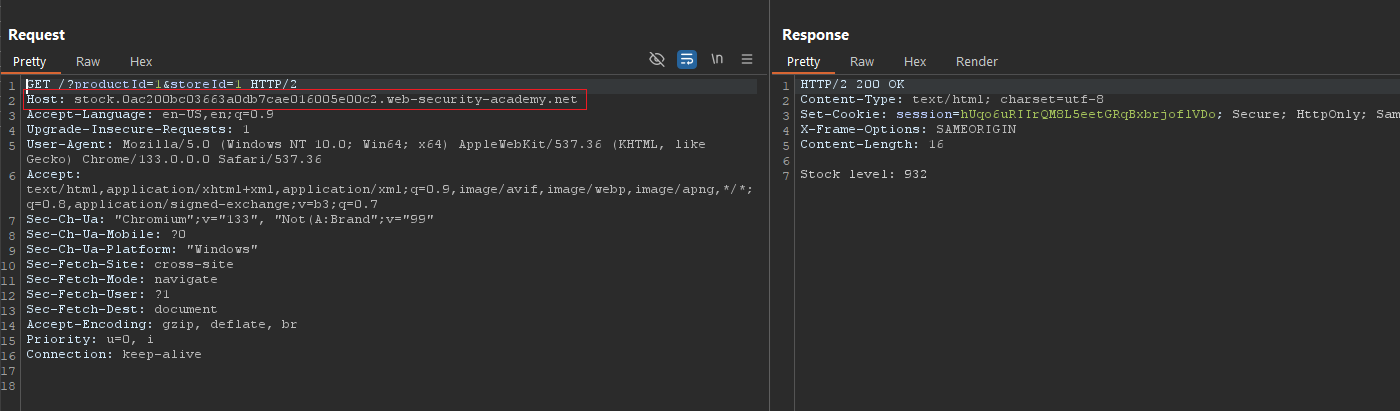 Request
Pretty Raw Hex
\n
1 GET /?productId=1&storeId=1 HTTP/2
2 Host: stock.0ac200bc03663a0db7cae016005e00c2.web-security-academy.net
3 Accept-Language: en-US,en;q=0.9
4 Upgrade-Insecure-Requests: 1
5 User-Agent: Mozilla/5.0 (Windows NT 10.0; Win64; x64) AppleWebKit/537.36 (KHTML, like
Gecko) Chrome/133.0.0.0 Safari/537.36
6 Accept:
text/html,application/xhtml+xml,application/xml;q=0.9,image/avif,image/webp,image/apng,*/*;
q=0.8,application/signed-exchange;v=b3;q=0.7
7 Sec-Ch-Ua: "Chromium";v="133", "Not(A:Brand";v="99"
8 Sec-Ch-Ua-Mobile: ?0
9 Sec-Ch-Ua-Platform: "Windows"
10 Sec-Fetch-Site: cross-site
11 Sec-Fetch-Mode: navigate
12 Sec-Fetch-User: ?1
13 Sec-Fetch-Dest: document
14 Accept-Encoding: gzip, deflate, br
15 Priority: u=0, i
16 Connection: keep-alive
17
18
Response
Pretty Raw Hex Render
1 HTTP/2 200 OK
2 Content-Type: text/html; charset=utf-8
3 Set-Cookie: session=hUqo6uRIIrQM8L5eetGRqBxbrjoflVDo; Secure; HttpOnly; Sam
4 X-Frame-Options: SAMEORIGIN
5 Content-Length: 16
6
7 Stock level: 932